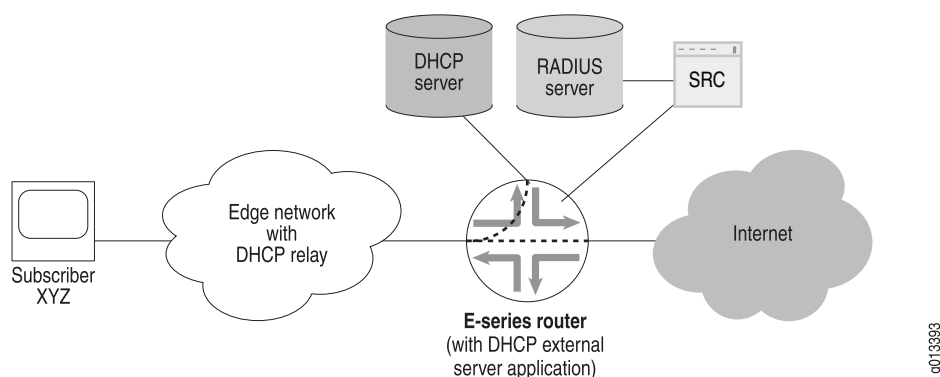 DHCP
server
RADIUS
server
SRC
Edge network
with
DHCP relay
Internet
Subscriber
XYZ
E-series router
(with DHCP external
server application)
g013393